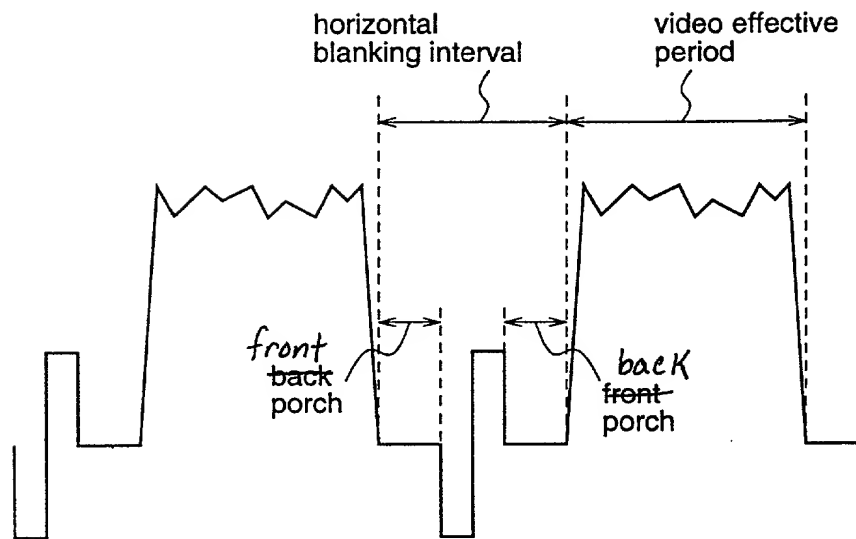 horizontal
blanking interval
video effective
period
front
back
porch
back
front
porch